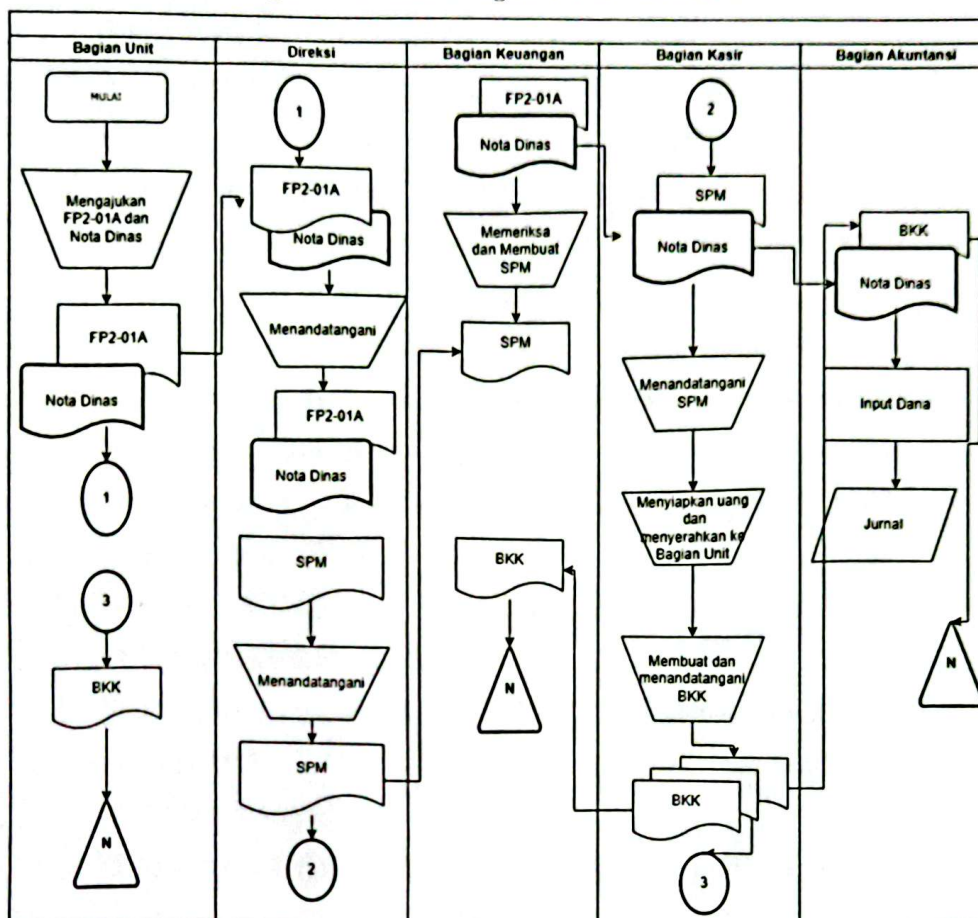 Bagian Unit
Direksi
Bagian Keuangan
Bagian Kasir
Bagian Akuntansi
MULAI
Mengajukan
FP2-01A dan
Nota Dinas
FP2-01A
Nota Dinas
1
3
BKK
N
1
FP2-01A
Nota Dinas
Menandatangani
FP2-01A
Nota Dinas
SPM
Menandatangani
SPM
2
FP2-01A
Nota Dinas
Memeriksa
dan Membuat
SPM
SPM
BKK
N
2
SPM
Nota Dinas
Menandatangani
SPM
Menyiapkan uang
dan
menyerahkan ke
Bagian Unit
Membuat dan
menandatangani
BKK
BKK
3
BKK
Nota Dinas
Input Dana
Jurnal
N